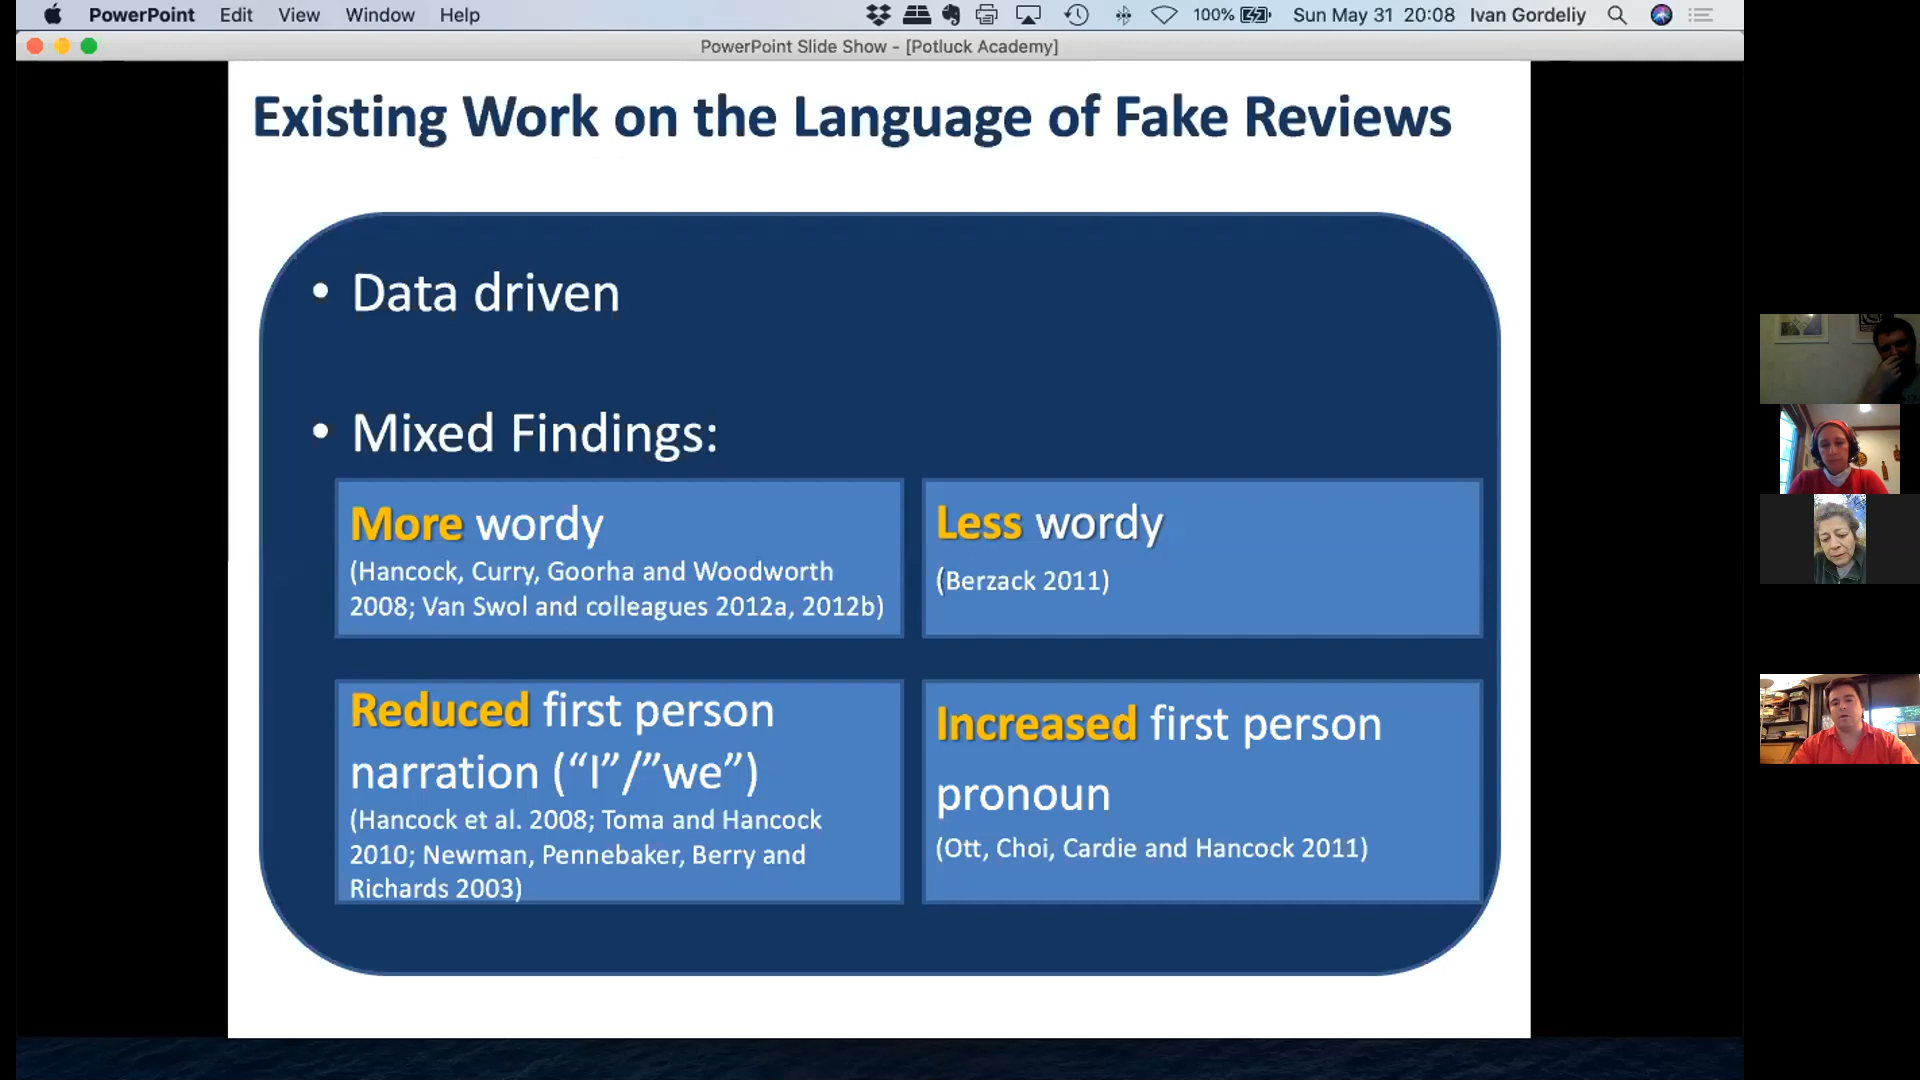 PowerPoint Edit View Window Help 100% Sun May 31 20:08 Ivan Gordeliy
PowerPoint Slide Show - [Potluck Academy]
Existing Work on the Language of Fake Reviews
• Data driven
• Mixed Findings:
More wordy
(Hancock, Curry, Goorha and Woodworth
2008; Van Swol and colleagues 2012a, 2012b)
Less wordy
(Berzack 2011)
Reduced first person
narration (“I”/”we”)
(Hancock et al. 2008; Toma and Hancock
2010; Newman, Pennebaker, Berry and
Richards 2003)
Increased first person
pronoun
(Ott, Choi, Cardie and Hancock 2011)